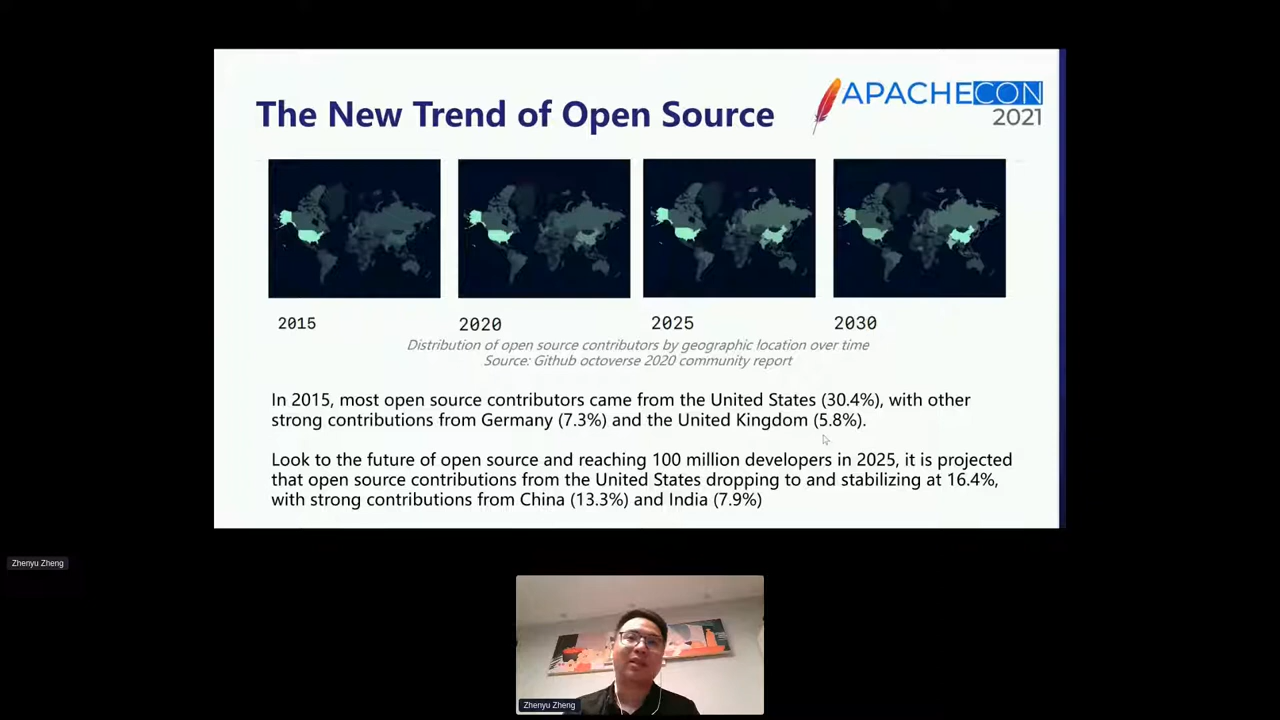 The New Trend of Open Source
APACHECON
2021
2015
2020
2025
2030
Distribution of open source contributors by geographic location over time
Source: Github octoverse 2020 community report
In 2015, most open source contributors came from the United States (30.4%), with other
strong contributions from Germany (7.3%) and the United Kingdom (5.8%).
Look to the future of open source and reaching 100 million developers in 2025, it is projected
that open source contributions from the United States dropping to and stabilizing at 16.4%,
with strong contributions from China (13.3%) and India (7.9%)
Zhenyu Zheng
Zhenyu Zheng